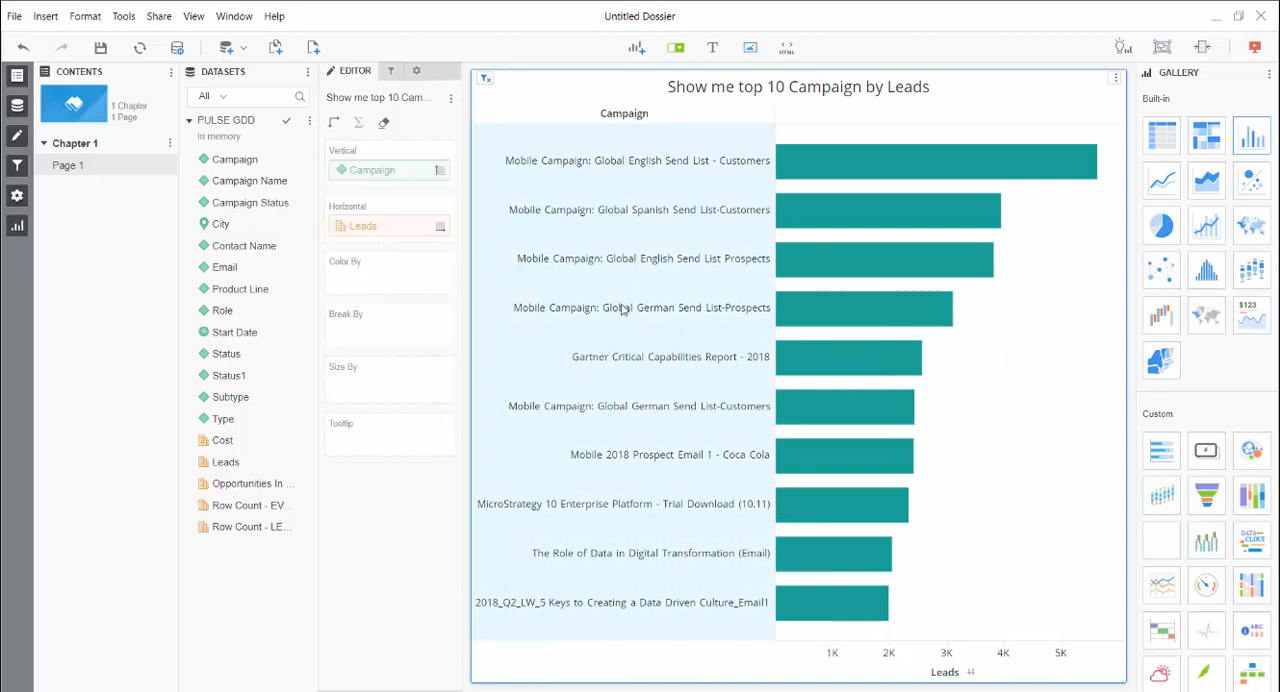 File Insert Format Tools Share View Window Help
Untitled Dossier
HTML
CONTENTS
1 Chapter
1 Page
Chapter 1
Page 1
DATASETS
All
PULSE GDD
In memory
Campaign
Campaign Name
Campaign Status
City
Contact Name
Email
Product Line
Role
Start Date
Status
Status1
Subtype
Type
Cost
Leads
Opportunities In ...
Row Count - EV...
Row Count - LE...
EDITOR
Show me top 10 Cam...
Vertical
Campaign
Horizontal
Leads
Color By
Break By
Size By
Tooltip
Show me top 10 Campaign by Leads
Campaign
Mobile Campaign: Global English Send List - Customers
Mobile Campaign: Global Spanish Send List-Customers
Mobile Campaign: Global English Send List Prospects
Mobile Campaign: Global German Send List-Prospects
Gartner Critical Capabilities Report - 2018
Mobile Campaign: Global German Send List-Customers
Mobile 2018 Prospect Email 1 - Coca Cola
MicroStrategy 10 Enterprise Platform - Trial Download (10.11)
The Role of Data in Digital Transformation (Email)
2018_Q2_LW_5 Keys to Creating a Data Driven Culture_Email1
1K 2K 3K 4K 5K
Leads
GALLERY
Built-in
$123
Custom
DATA
CLOUD
ABC
123